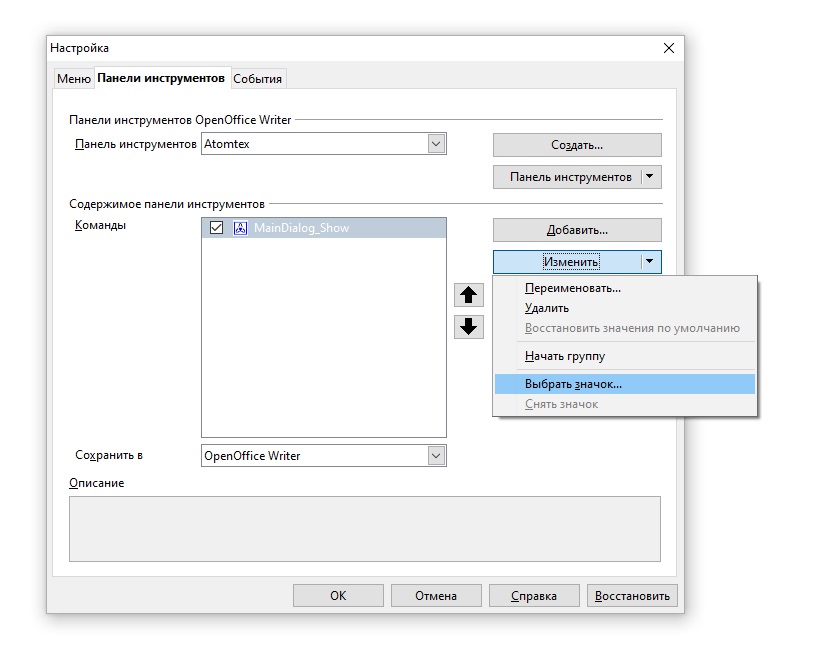 Настройка
Меню Панели инструментов События
Панели инструментов OpenOffice Writer
Панель инструментов Atomtex Создать...
Панель инструментов
Содержимое панели инструментов
Команды MainDialog_Show Добавить...
Изменить
Переименовать...
Удалить
Восстановить значения по умолчанию
Начать группу
Выбрать значок...
Снять значок
Сохранить в OpenOffice Writer
Описание
OK Отмена Справка Восстановить